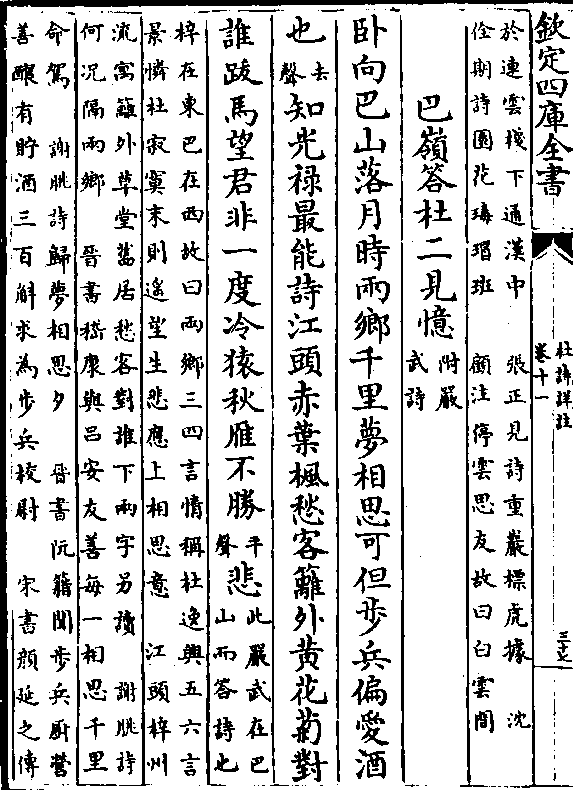 欽定四庫全書
杜詩詳註
卷十一
於連雲棧下通漢中　張正見詩重巖標虎據　沈
佺期詩園花瑇瑁班　顧注停雲思友故曰白雲間
巴嶺答杜二見憶
附嚴
武詩
卧向巴山落月時兩鄉千里夢相思可但步兵偏愛酒
也去聲知光禄最能詩江頭赤葉楓愁客籬外黄花菊對
誰跋馬望君非一度冷猿秋雁不勝平聲悲此嚴武在巴
山而答詩也
梓在東巴在西故曰兩鄉三四言情稱杜逸興五六言
景憐杜寂寞末則遙望生悲應上相思意　江頭梓州
流寓籬外草堂舊居愁客對誰下兩字另讀　謝朓詩
何況隔兩鄉　晉書嵇康與吕安友善每一相思千里
命駕　謝朓詩歸夢相思夕　晉書阮籍聞步兵厨營
善釀有貯酒三百斛求為步兵校尉　宋書顔延之傳